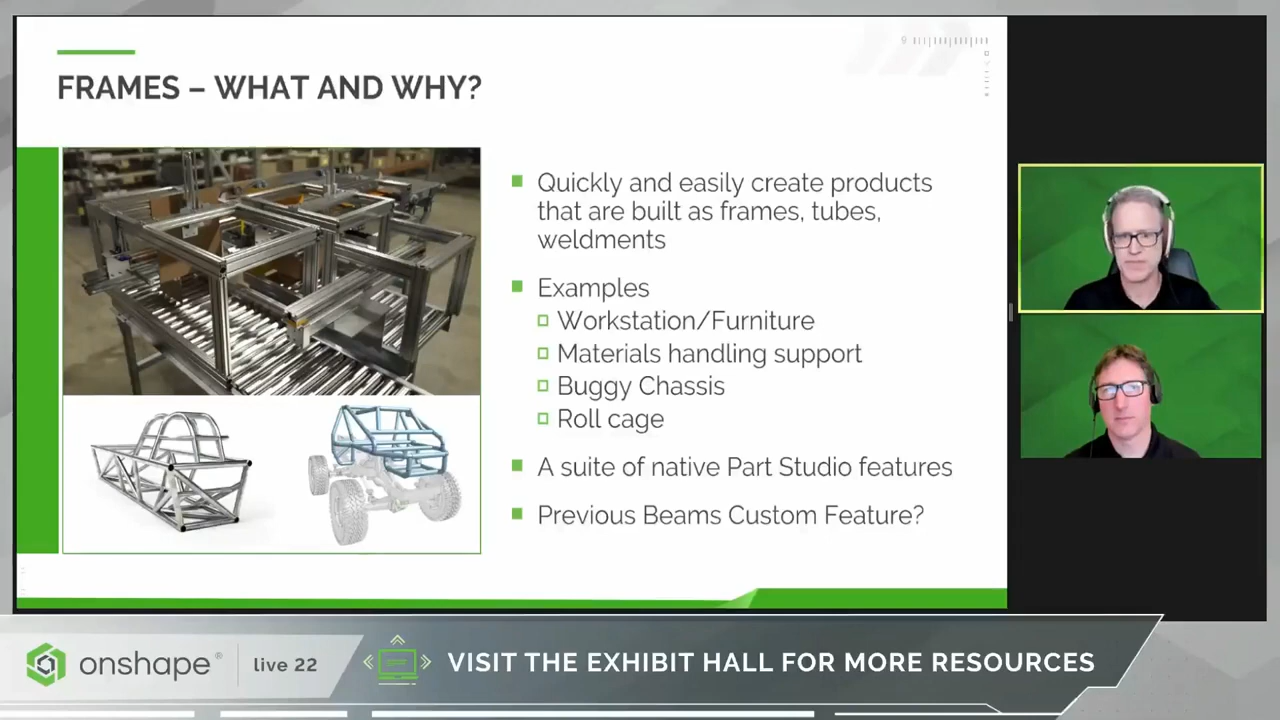 FRAMES – WHAT AND WHY?
Quickly and easily create products
that are built as frames, tubes,
weldments
Examples
Workstation/Furniture
Materials handling support
Buggy Chassis
Roll cage
A suite of native Part Studio features
Previous Beams Custom Feature?
onshape®
live 22
VISIT THE EXHIBIT HALL FOR MORE RESOURCES